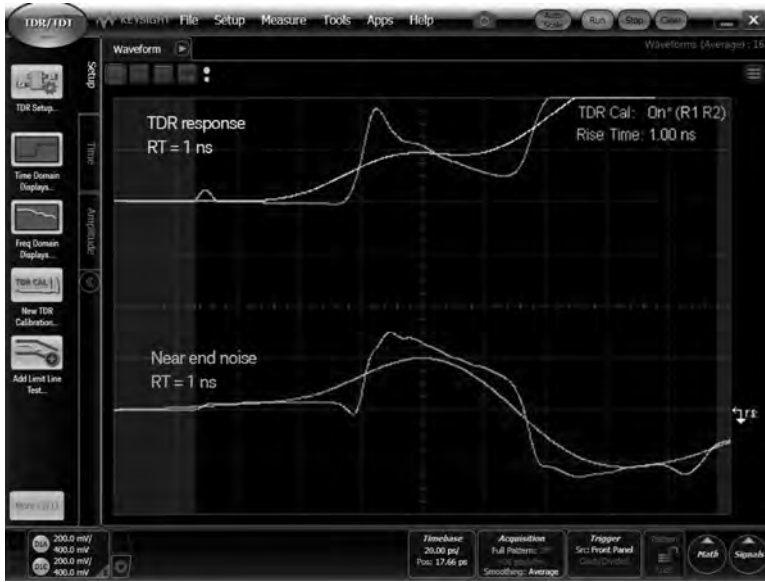 TDR/TDT
KEYSIGHT File Setup Measure Tools Apps Help
Auto Scale Run Stop Clear
Waveform
Waveforms (Average) : 16
Setup
Time
Amplitude
TDR Setup...
Time Domain Displays...
Freq Domain Displays...
TDR CAL
New TDR Calibration...
Add Limit Line Test...
TDR response
RT = 1 ns
TDR Cal: On* (R1 R2)
Rise Time: 1.00 ns
Near end noise
RT = 1 ns
D1A
200.0 mV/
400.0 mV
200.0 mV/
400.0 mV
Timebase
20.00 ps/
Pos: 17.66 ps
Acquisition
Full Pattern:
Smoothing: Average
Trigger
Src: Front Panel
Pattern
Math
Signals